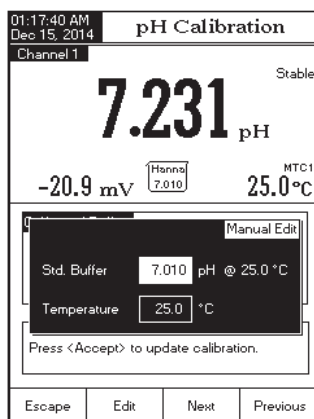 01:17:40 AM
Dec 15, 2014
pH Calibration
Channel 1
Stable
7.231 pH
-20.9 mV
Hanna
7.010
MTC1
25.0°C
Manual Edit
Std. Buffer 7.010 pH @ 25.0 °C
Temperature 25.0 °C
Press <Accept> to update calibration.
Escape Edit Next Previous